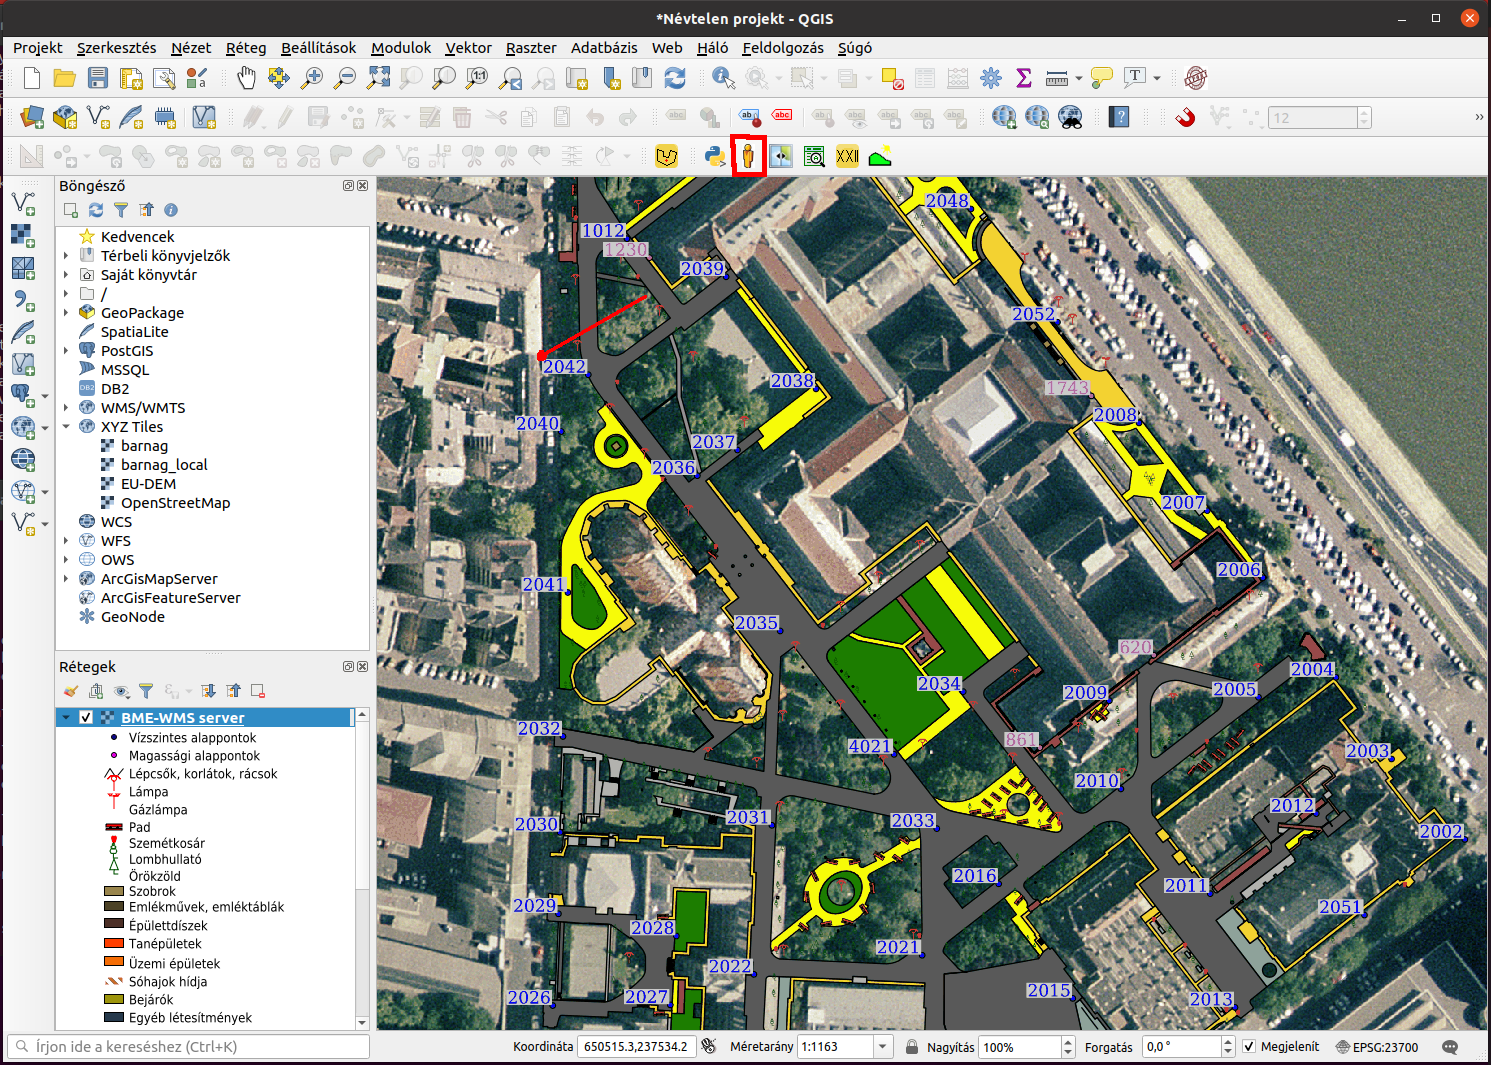 *Névtelen projekt - QGIS
Projekt Szerkesztés Nézet Réteg Beállítások Modulok Vektor Raszter Adatbázis Web Háló Feldolgozás Súgó
1:1
T
abc
12
XXII
Böngésző
Kedvencek
Térbeli könyvjelzők
Saját könyvtár
/
GeoPackage
SpatiaLite
PostGIS
MSSQL
DB2
WMS/WMTS
XYZ Tiles
barnag
barnag_local
EU-DEM
OpenStreetMap
WCS
WFS
OWS
ArcGisMapServer
ArcGisFeatureServer
GeoNode
Rétegek
BME-WMS server
Vízszintes alappontok
Magassági alappontok
Lépcsők, korlátok, rácsok
Lámpa
Gázlámpa
Pad
Szemétkosár
Lombhullató
Örökzöld
Szobrok
Emlékművek, emléktáblák
Épülettdíszek
Tanépületek
Üzemi épületek
Sóhajok hídja
Bejárók
Egyéb létesítmények
2048
1012
1230
2039
2052
2042
2038
1743
2008
2040
2037
2036
2007
2006
2041
2035
620
2004
2034
2009
2005
2032
4021
861
2003
2010
2012
2030
2031
2033
2002
2016
2011
2029
2051
2028
2021
2022
2015
2026
2027
2013
Írjon ide a kereséshez (Ctrl+K)
Koordináta 650515.3,237534.2 Méretarány 1:1163 Nagyítás 100% Forgatás 0,0 ° Megjelenít EPSG:23700